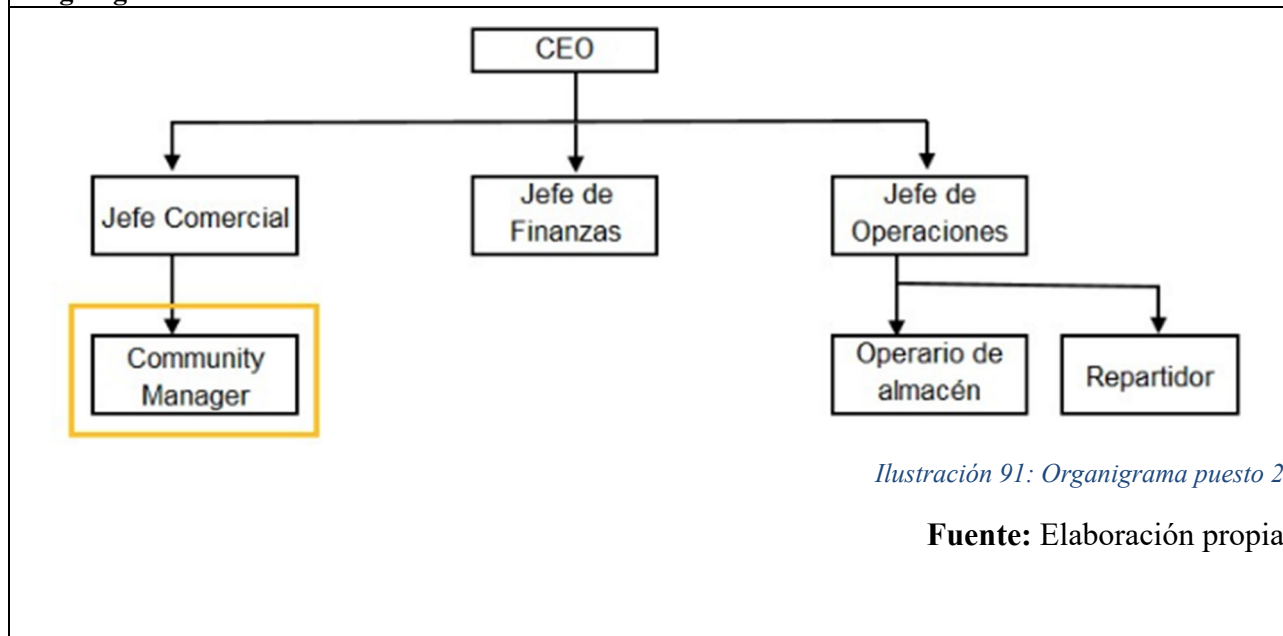 CEO
Jefe Comercial
Jefe de
Finanzas
Jefe de
Operaciones
Community
Manager
Operario de
almacén
Repartidor
Ilustración 91: Organigrama puesto 2
Fuente: Elaboración propia